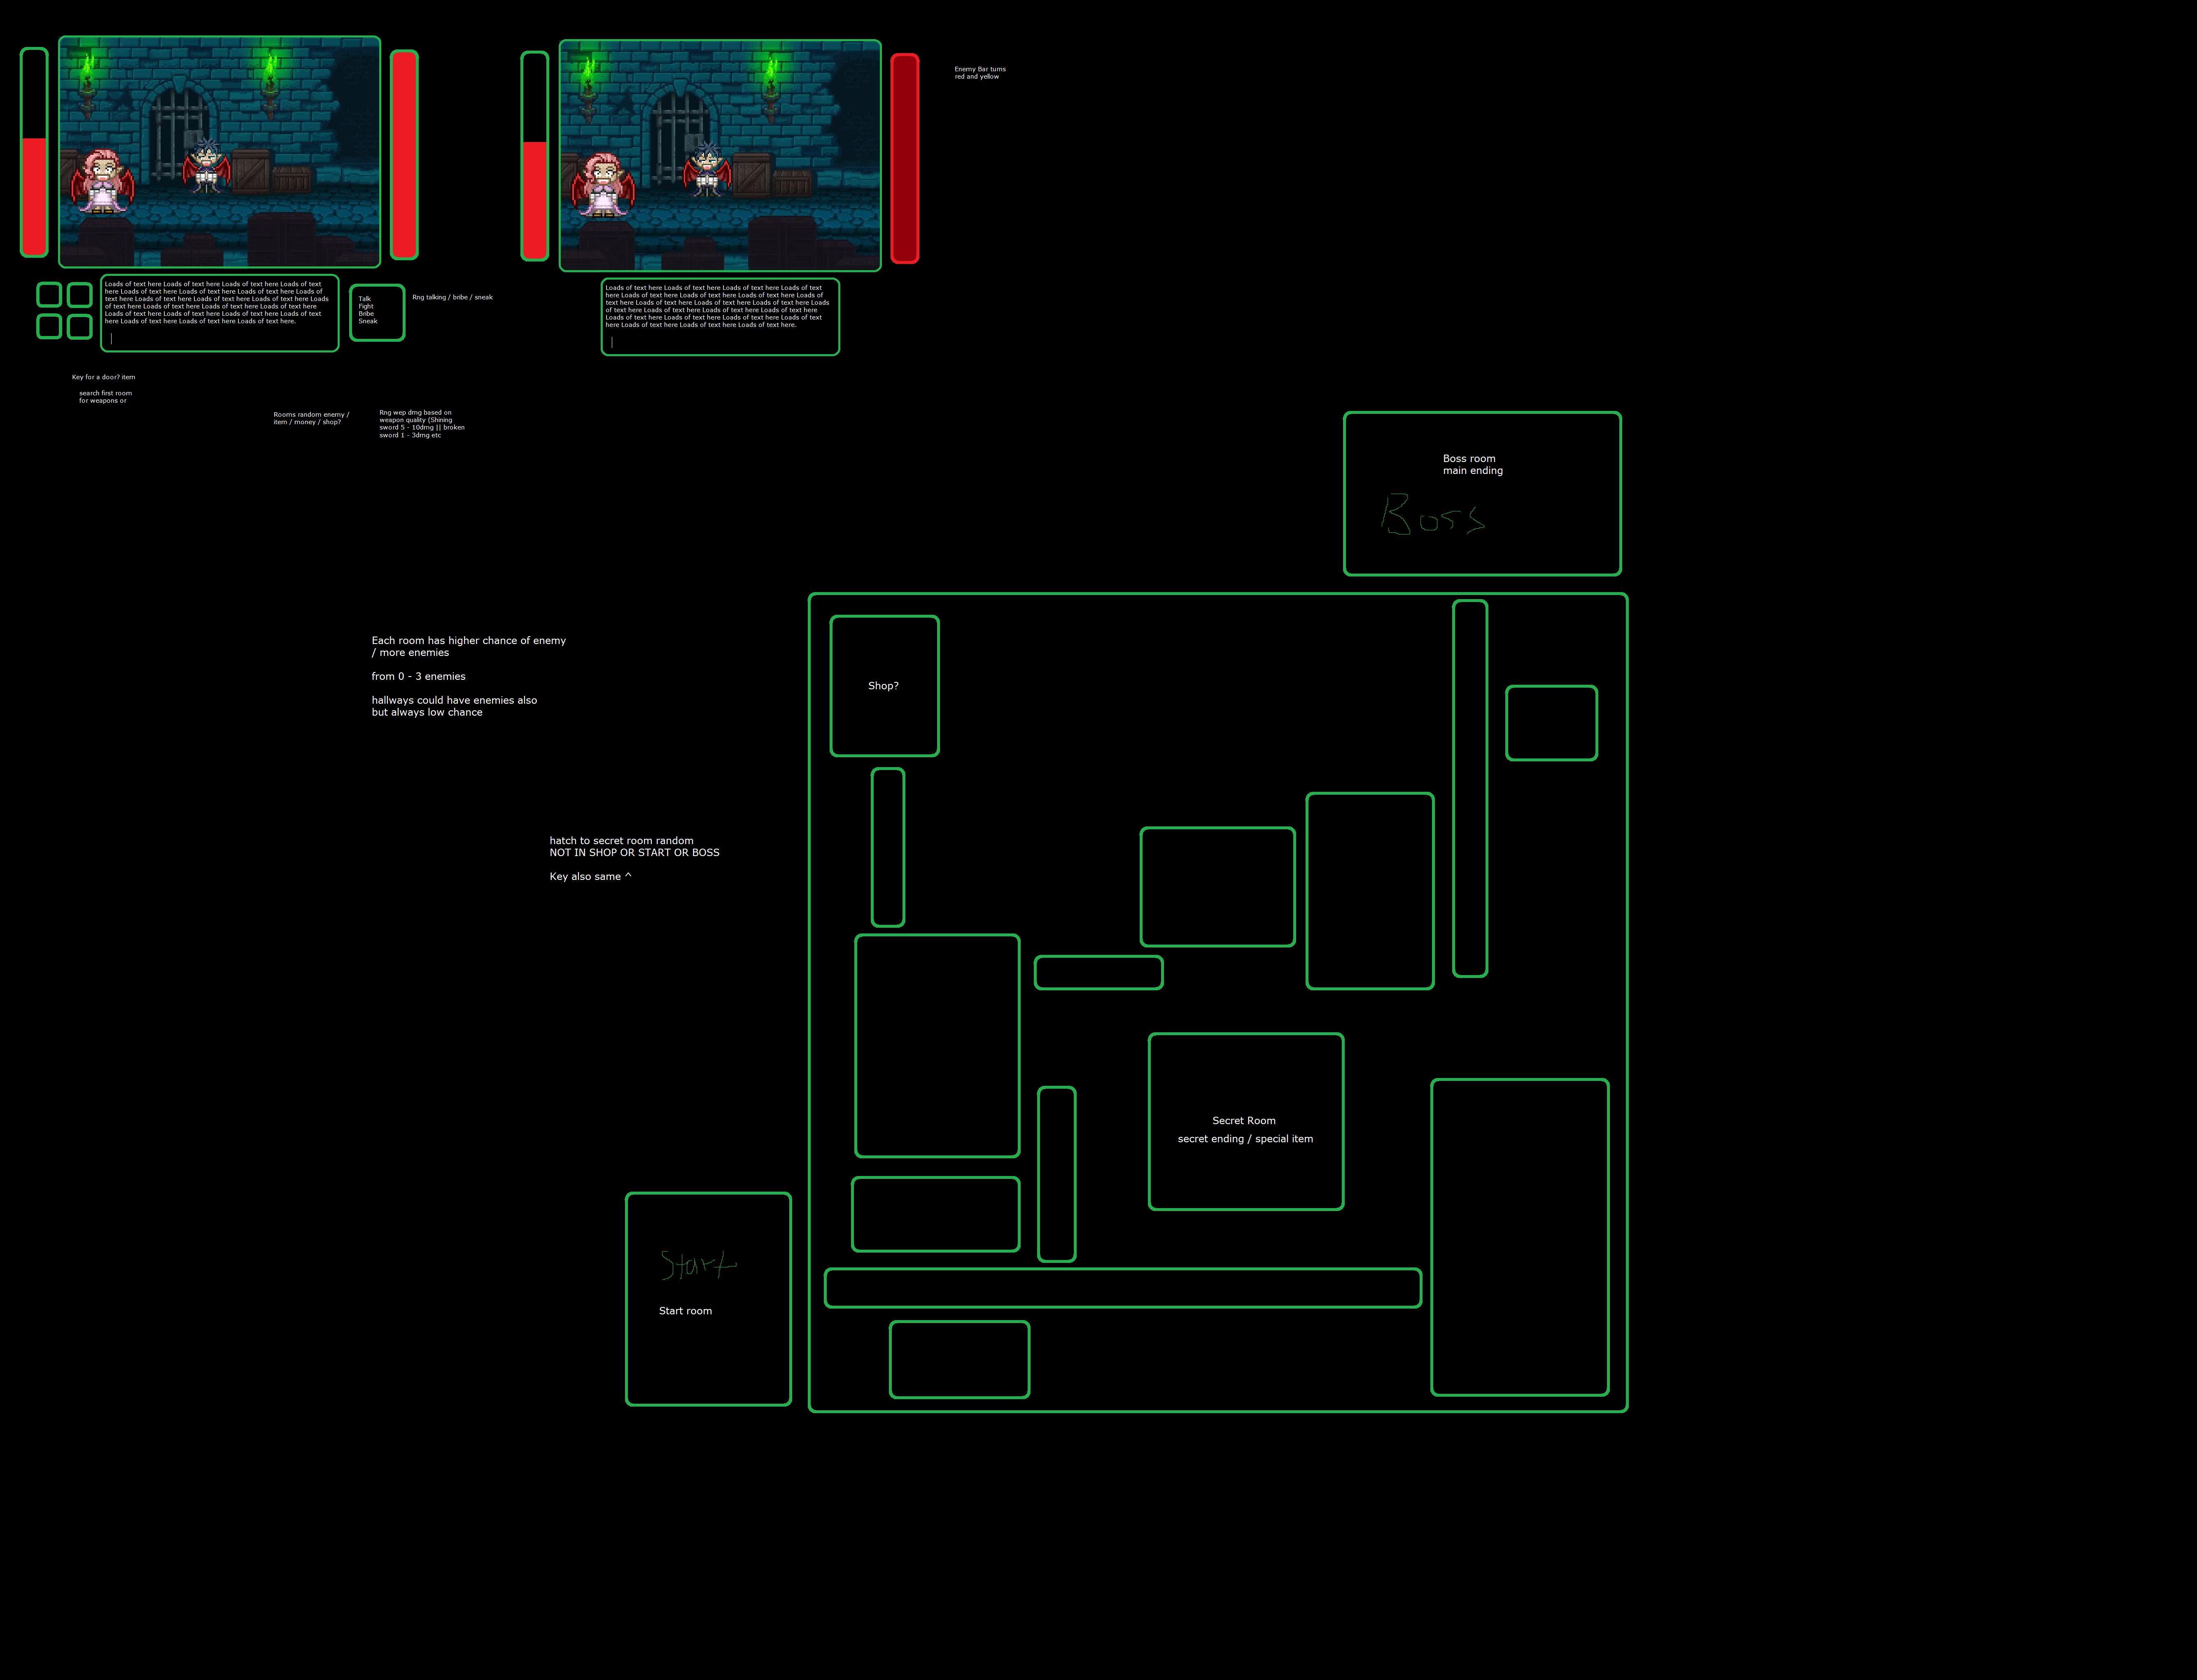 Enemy Bar turns
red and yellow
Loads of text here Loads of text here Loads of text here Loads of text
here Loads of text here Loads of text here Loads of text here Loads of
text here Loads of text here Loads of text here Loads of text here Loads
of text here Loads of text here Loads of text here Loads of text here
Loads of text here Loads of text here Loads of text here Loads of text
here Loads of text here Loads of text here Loads of text here.
Talk
Fight
Bribe
Sneak
Rng talking / bribe / sneak
Loads of text here Loads of text here Loads of text here Loads of text
here Loads of text here Loads of text here Loads of text here Loads of
text here Loads of text here Loads of text here Loads of text here Loads
of text here Loads of text here Loads of text here Loads of text here
Loads of text here Loads of text here Loads of text here Loads of text
here Loads of text here Loads of text here Loads of text here.
Key for a door? item
search first room
for weapons or
Rooms random enemy /
item / money / shop?
Rng wep dmg based on
weapon quality (Shining
sword 5 - 10dmg || broken
sword 1 - 3dmg etc
Boss room
main ending
Boss
Each room has higher chance of enemy
/ more enemies
from 0 - 3 enemies
hallways could have enemies also
but always low chance
Shop?
hatch to secret room random
NOT IN SHOP OR START OR BOSS
Key also same ^
Secret Room
secret ending / special item
Start
Start room